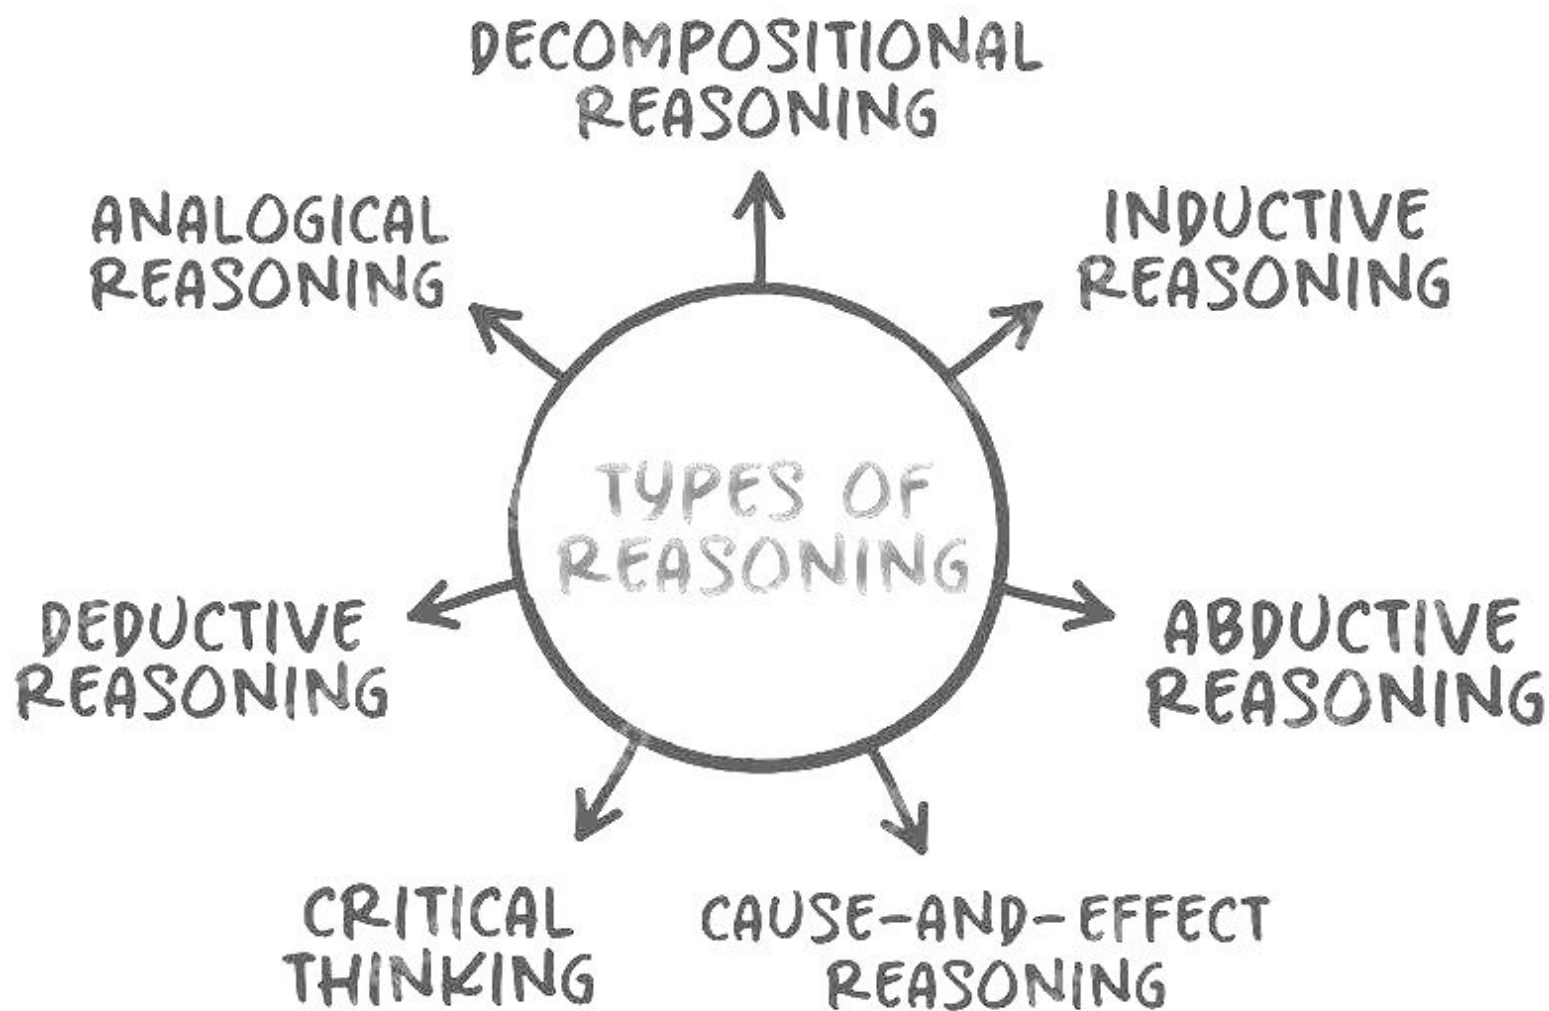 DECOMPOSITIONAL
REASONING
ANALOGICAL
REASONING
INDUCTIVE
REASONING
TYPES OF
REASONING
DEDUCTIVE
REASONING
ABDUCTIVE
REASONING
CRITICAL
THINKING
CAUSE-AND-EFFECT
REASONING